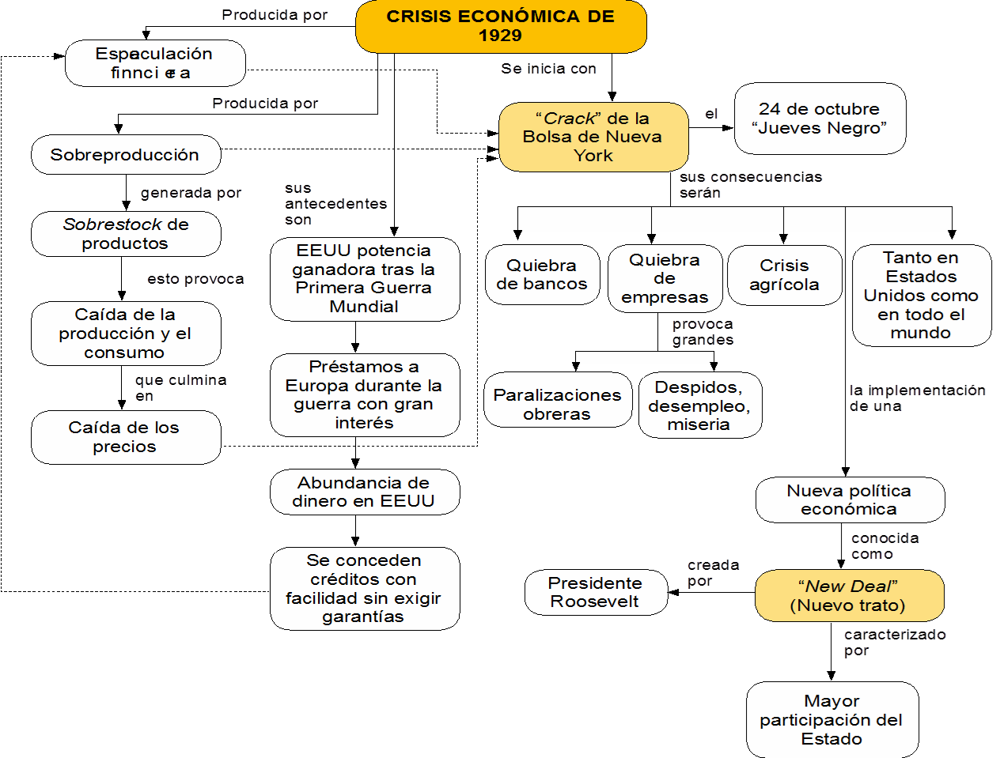 CRISIS ECONÓMICA DE
1929
Producida por
Espaeculación
finnci era
Producida por
Sobreproducción
generada por
Sobrestock de
productos
esto provoca
Caída de la
producción y el
consumo
que culmina
en
Caída de los
precios
sus
antecedentes
son
EEUU potencia
ganadora tras la
Primera Guerra
Mundial
Préstamos a
Europa durante la
guerra con gran
interés
Abundancia de
dinero en EEUU
Se conceden
créditos con
facilidad sin exigir
garantías
Se inicia con
“Crack” de la
Bolsa de Nueva
York
el
24 de octubre
“Jueves Negro”
sus consecuencias
serán
Quiebra
de bancos
Quiebra
de
empresas
Crisis
agrícola
Tanto en
Estados
Unidos como
en todo el
mundo
provoca
grandes
Paralizaciones
obreras
Despidos,
desempleo,
miseria
la implementación
de una
Nueva política
económica
conocida
como
“New Deal”
(Nuevo trato)
creada
por
Presidente
Roosevelt
caracterizado
por
Mayor
participación del
Estado